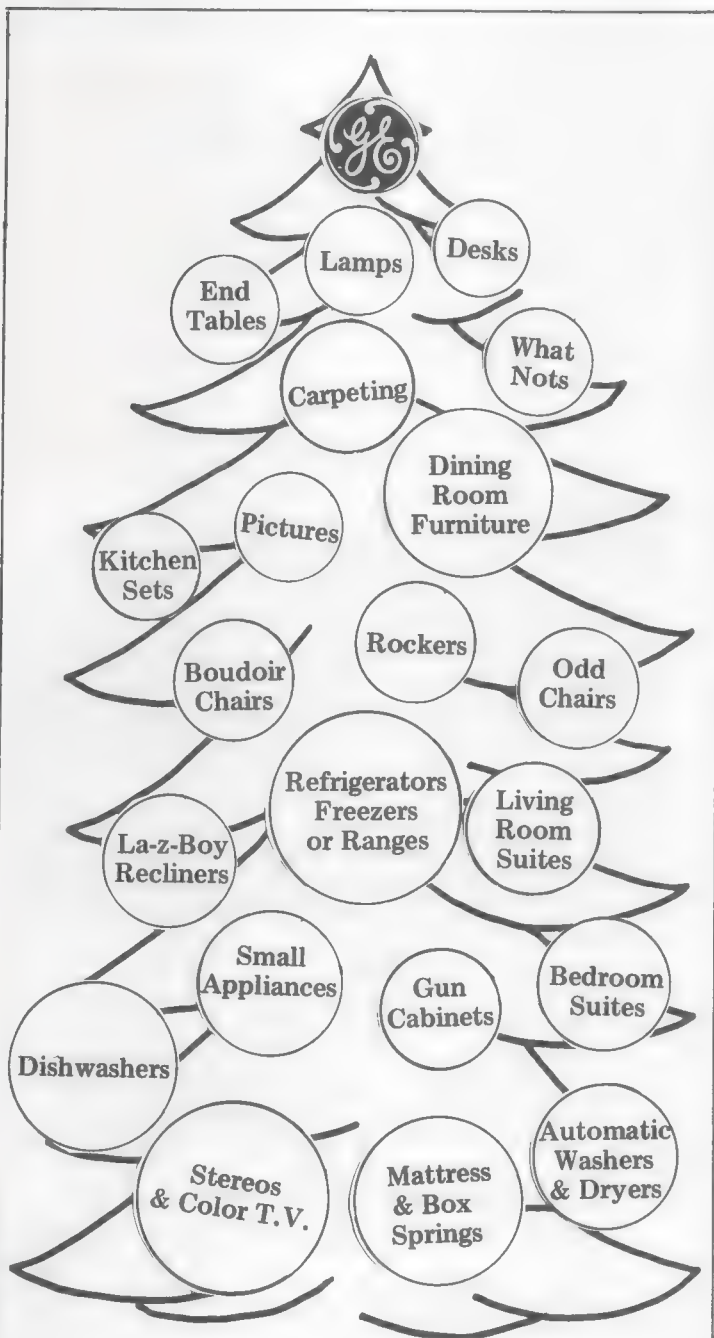 GE
Lamps
Desks
End
Tables
What
Nots
Carpeting
Dining
Room
Furniture
Pictures
Kitchen
Sets
Rockers
Boudoir
Chairs
Odd
Chairs
Refrigerators
Freezers
or Ranges
Living
Room
Suites
La-z-Boy
Recliners
Small
Appliances
Gun
Cabinets
Bedroom
Suites
Dishwashers
Automatic
Washers
& Dryers
Stereos
& Color T.V.
Mattress
& Box
Springs